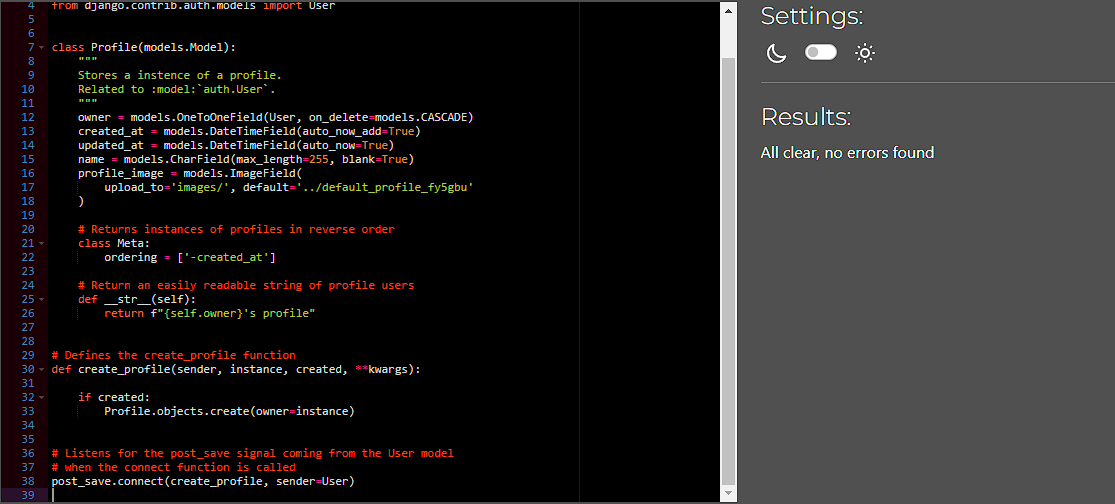 4 from django.contrib.auth.models import User
5
6
7 class Profile(models.Model):
8 """
9 Stores a instence of a profile.
10 Related to :model:`auth.User`.
11 """
12 owner = models.OneToOneField(User, on_delete=models.CASCADE)
13 created_at = models.DateTimeField(auto_now_add=True)
14 updated_at = models.DateTimeField(auto_now=True)
15 name = models.CharField(max_length=255, blank=True)
16 profile_image = models.ImageField(
17 upload_to='images/', default='../default_profile_fy5gbu'
18 )
19
20 # Returns instances of profiles in reverse order
21 class Meta:
22 ordering = ['-created_at']
23
24 # Return an easily readable string of profile users
25 def __str__(self):
26 return f"{self.owner}'s profile"
27
28
29 # Defines the create_profile function
30 def create_profile(sender, instance, created, **kwargs):
31
32 if created:
33 Profile.objects.create(owner=instance)
34
35
36 # Listens for the post_save signal coming from the User model
37 # when the connect function is called
38 post_save.connect(create_profile, sender=User)
39
Settings:
Results:
All clear, no errors found